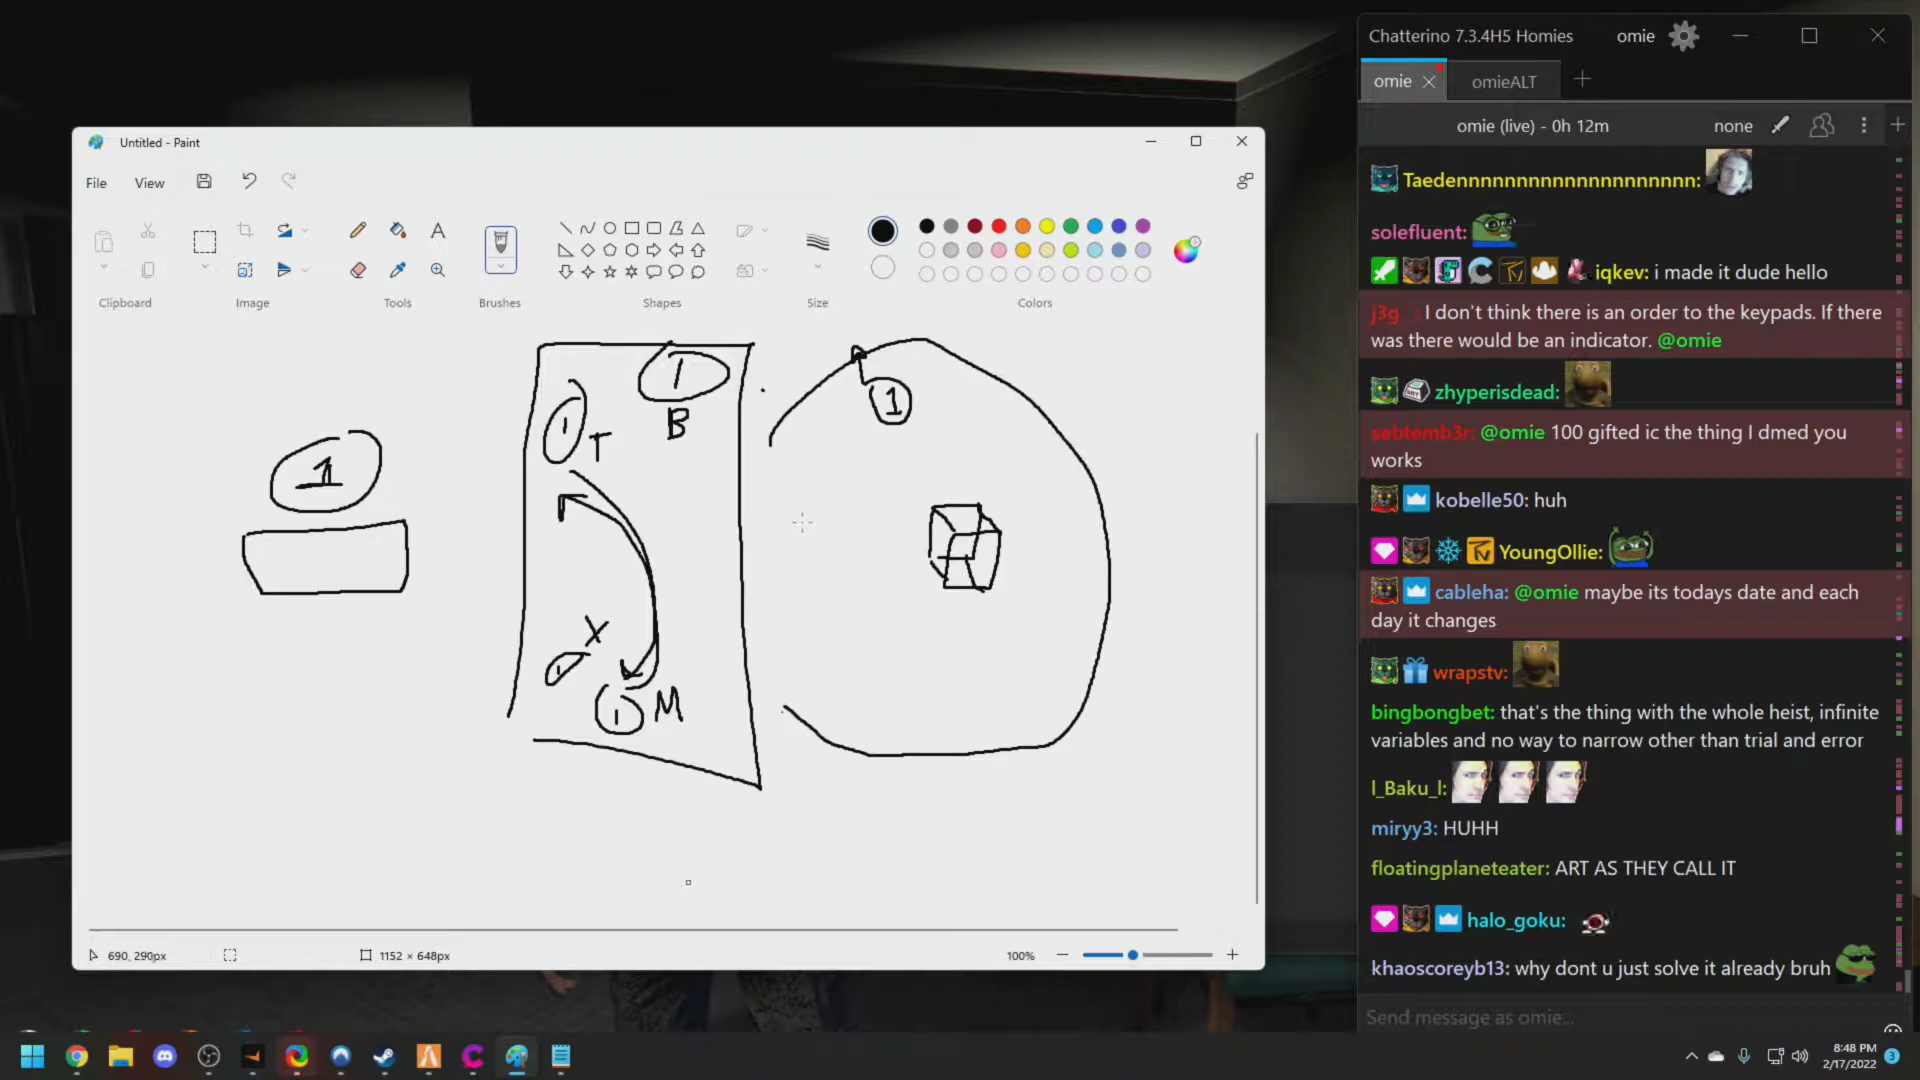 Untitled - Paint
File
View
Clipboard
Image
Tools
Brushes
Shapes
Size
Colors
1
1
B
1
T
X
1
M
1
690, 290px
1152 × 648px
100%
Chatterino 7.3.4H5 Homies
omie
omie
omieALT
omie (live) - 0h 12m
none
Taedennnnnnnnnnnnnnnnnnnn:
solefluent:
iqkev: i made it dude hello
j3g__: I don't think there is an order to the keypads. If there
was there would be an indicator. @omie
zhyperisdead:
sebtemb3r: @omie 100 gifted ic the thing I dmed you
works
kobelle50: huh
YoungOllie:
cableha: @omie maybe its todays date and each
day it changes
wrapstv:
bingbongbet: that's the thing with the whole heist, infinite
variables and no way to narrow other than trial and error
l_Baku_l:
miryy3: HUHH
floatingplaneteater: ART AS THEY CALL IT
halo_goku:
khaoscoreyb13: why dont u just solve it already bruh
Send message as omie...
8:48 PM
2/17/2022
3